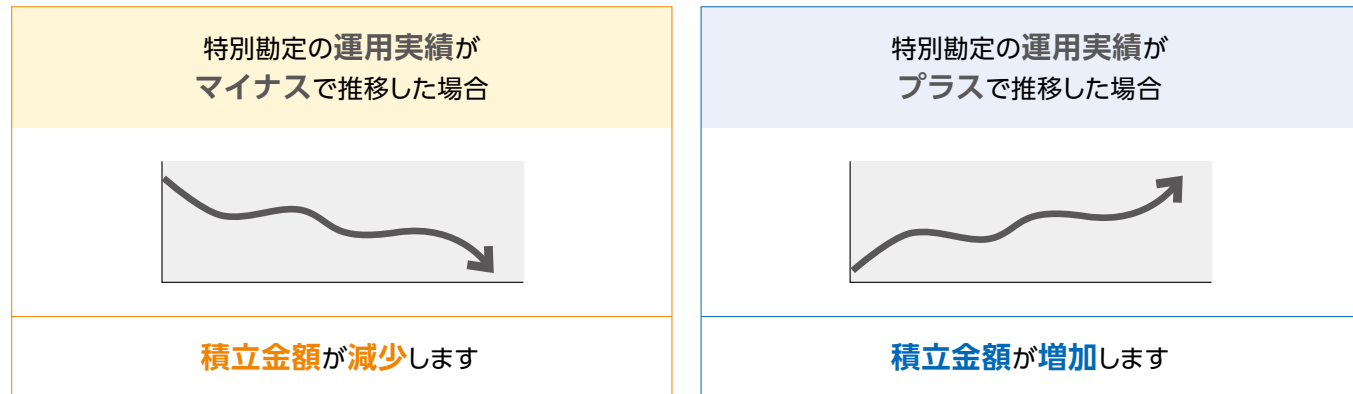 特別勘定の運用実績が
マイナスで推移した場合
積立金額が減少します
特別勘定の運用実績が
プラスで推移した場合
積立金額が増加します